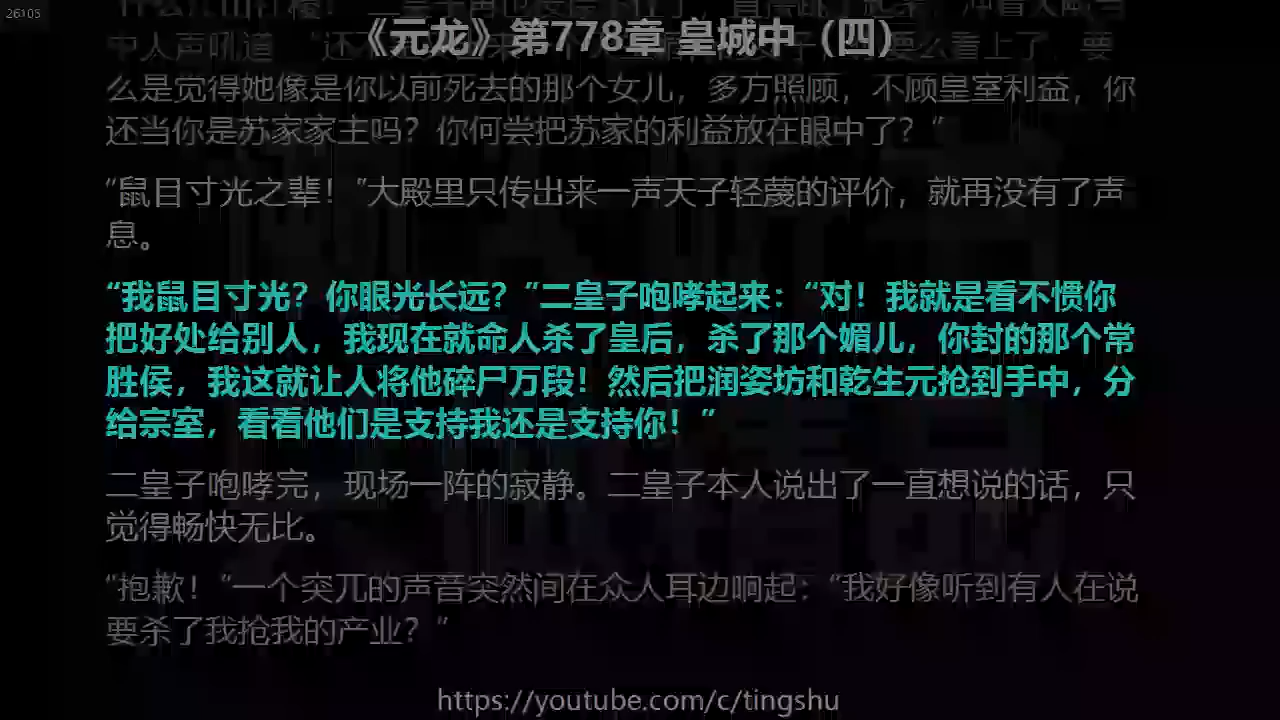 26105
《元龙》第778章 皇城中（四）
么是觉得她像是你以前死去的那个女儿，多万照顾，不顾皇室利益，你
还当你是苏家家主吗？你何尝把苏家的利益放在眼中了？”
“鼠目寸光之辈！”大殿里只传出来一声天子轻蔑的评价，就再没有了声
息。
“我鼠目寸光？你眼光长远？”二皇子咆哮起来：“对！我就是看不惯你
把好处给别人，我现在就命人杀了皇后，杀了那个媚儿，你封的那个常
胜侯，我这就让人将他碎尸万段！然后把润姿坊和乾生元抢到手中，分
给宗室，看看他们是支持我还是支持你！”
二皇子咆哮完，现场一阵的寂静。二皇子本人说出了一直想说的话，只
觉得畅快无比。
“抱歉！“一个突兀的声音突然间在众人耳边响起：“我好像听到有人在说
要杀了我抢我的产业？”
https://youtube.com/c/tingshu